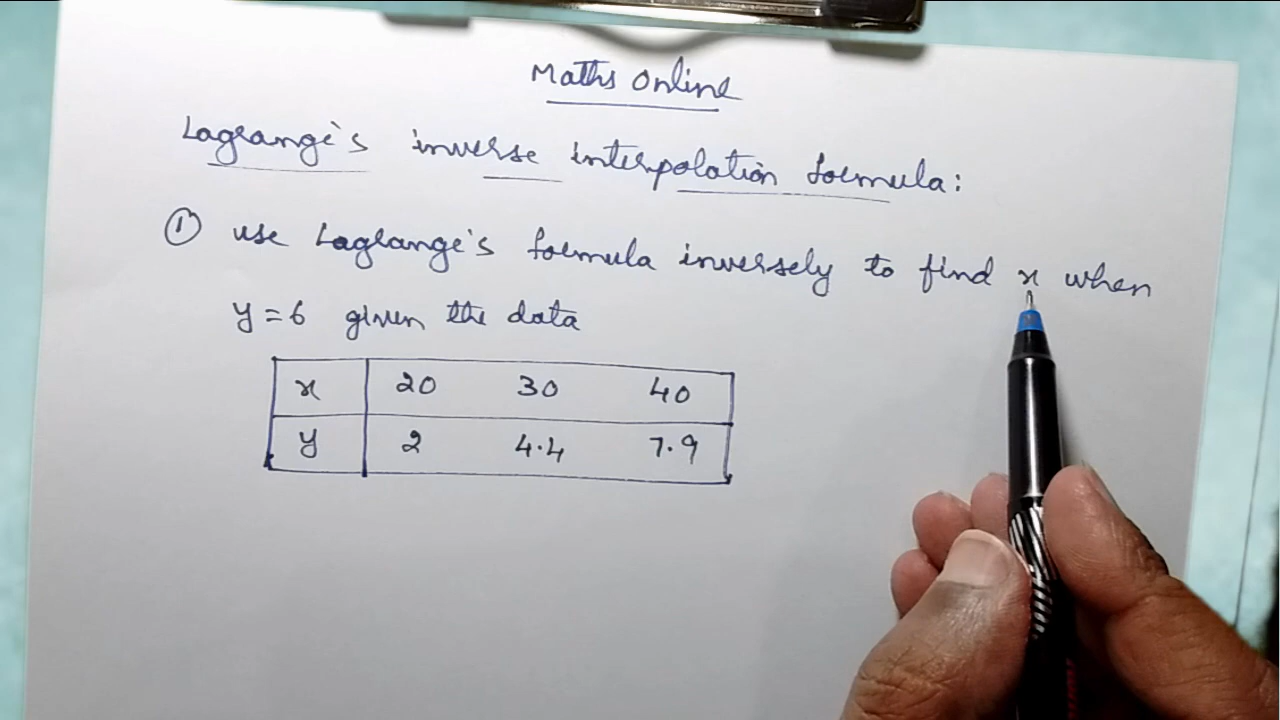 Maths Online
Lagrange's inverse interpolation formula:
① use Lagrange's formula inversely to find x when
y = 6 given the data
x 20 30 40
y 2 4.4 7.9